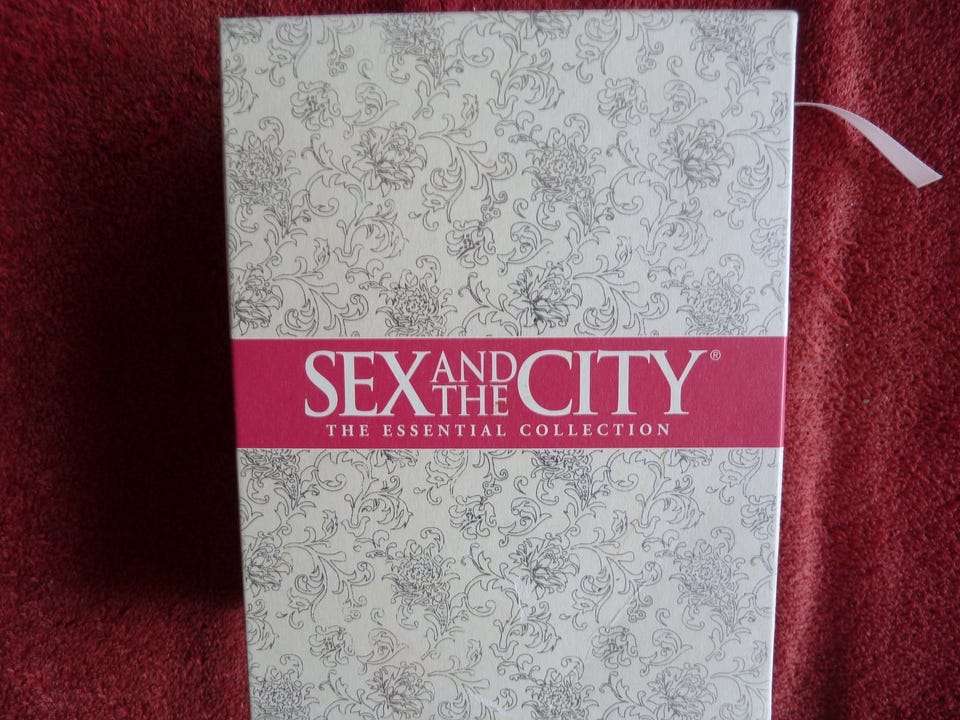 SEX AND THE CITY®
THE ESSENTIAL COLLECTION